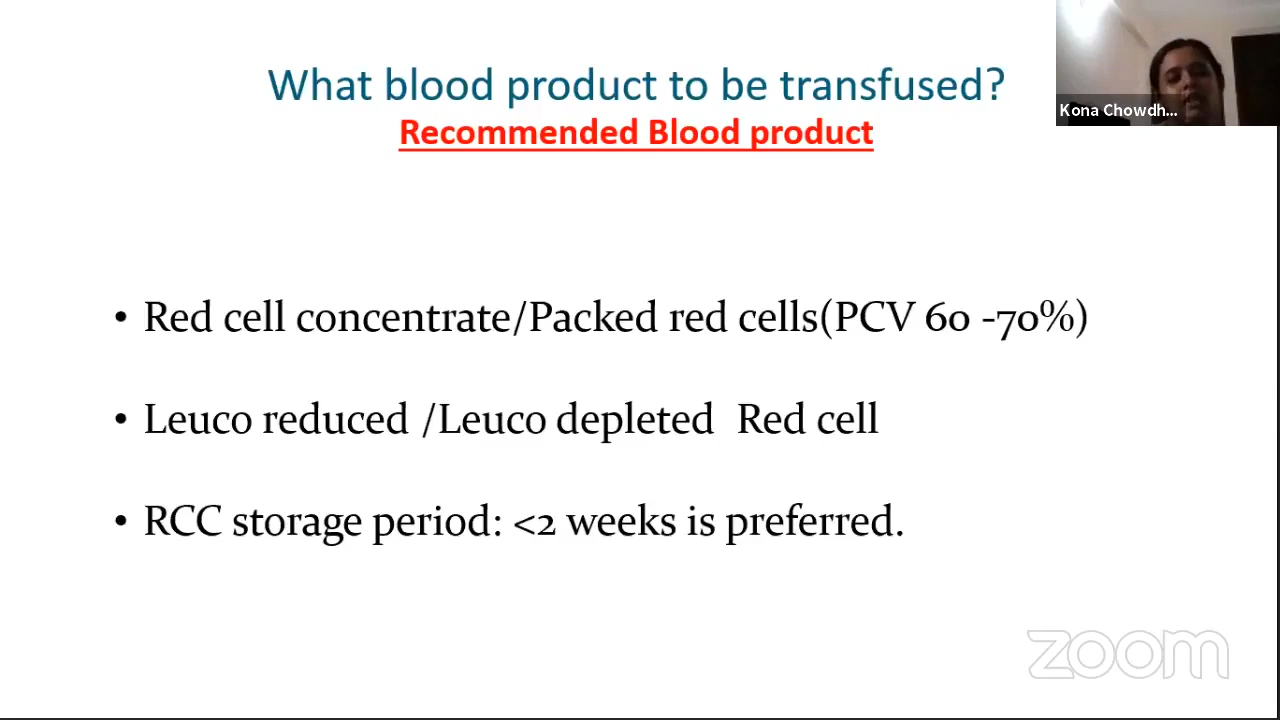 What blood product to be transfused?
Recommended Blood product
Kona Chowdh...
• Red cell concentrate/Packed red cells(PCV 60 -70%)
• Leuco reduced /Leuco depleted  Red cell
• RCC storage period: <2 weeks is preferred.
zoom